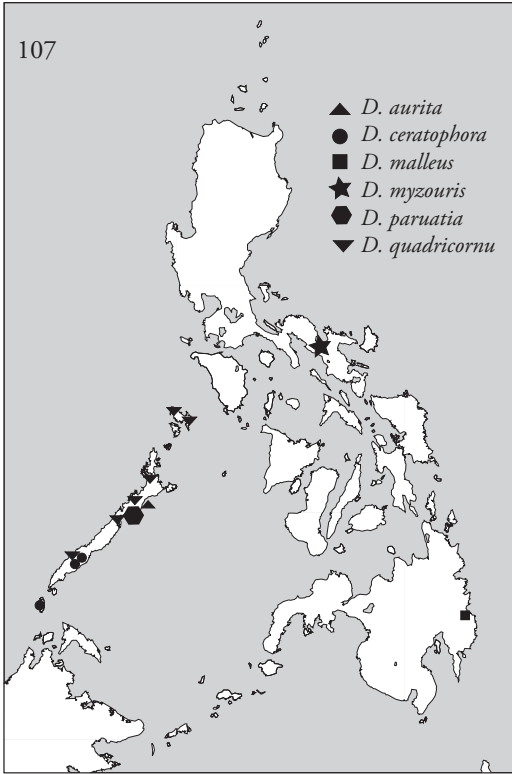 107
D. aurita
D. ceratophora
D. malleus
D. myzouris
D. paruatia
D. quadricornu